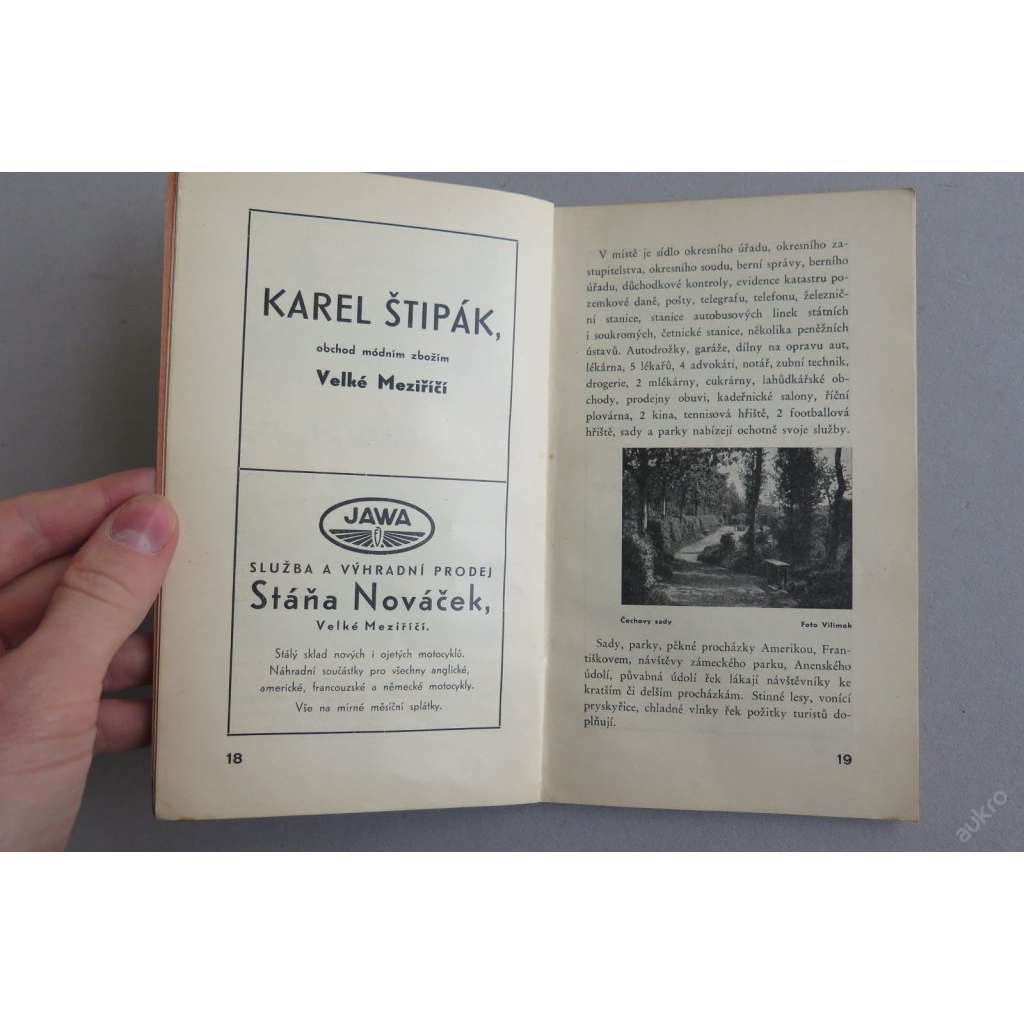 KAREL ŠTIPÁK,
obchod módním zbožím
Velké Meziříčí
JAWA
SLUŽBA A VÝHRADNÍ PRODEJ
Stáňa Nováček,
Velké Meziříčí.
Stálý sklad nových i ojetých motocyklů.
Náhradní součástky pro všechny anglické,
americké, francouzské a německé motocykly.
Vše na mírné měsíční splátky.
18
V místě je sídlo okresního úřadu, okresního za-
stupitelstva, okresního soudu, berní správy, berního
úřadu, důchodkové kontroly, evidence katastru po-
zemkové daně, pošty, telegrafu, telefonu, železnič-
ní stanice, stanice autobusových linek státních
i soukromých, četnické stanice, několika peněžních
ústavů. Autodrožky, garáže, dílny na opravu aut,
lékárna, 5 lékařů, 4 advokáti, notář, zubní technik,
drogerie, 2 mlékárny, cukrárny, lahůdkářské ob-
chody, prodejny obuvi, kadeřnické salony, říční
plovárna, 2 kina, tennisová hřiště, 2 footballová
hřiště, sady a parky nabízejí ochotně svoje služby.
Čechovy sady
Foto Vilímek
Sady, parky, pěkné procházky Amerikou, Fran-
tiškovem, návštěvy zámeckého parku, Anenského
údolí, půvabná údolí řek lákají návštěvníky ke
kratším či delším procházkám. Stinné lesy, vonící
pryskyřice, chladné vlnky řek požitky turistů do-
plňují.
19
aukro